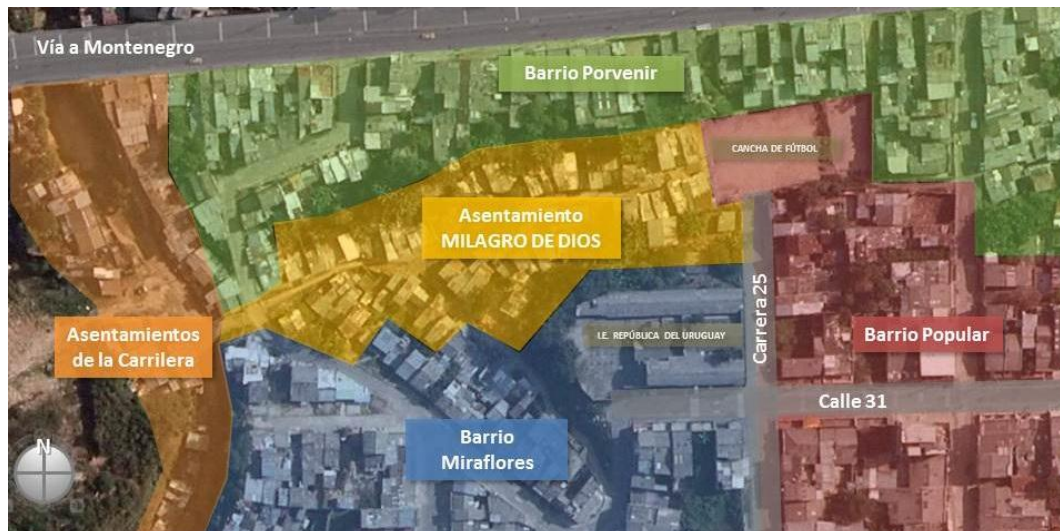 Vía a Montenegro
Barrio Porvenir
CANCHA DE FÚTBOL
Asentamiento
MILAGRO DE DIOS
Carrera 25
I.E. REPÚBLICA DEL URUGUAY
Asentamientos
de la Carrilera
Barrio Popular
Calle 31
Barrio
Miraflores
N